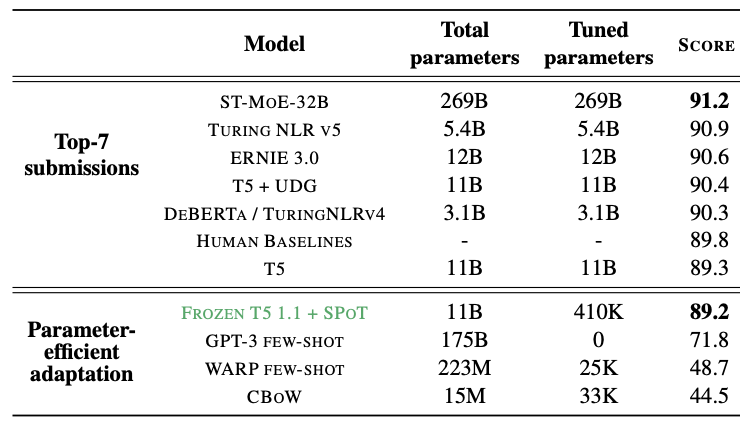 Model Total parameters Tuned parameters SCORE
Top-7 submissions
ST-MOE-32B 269B 269B 91.2
TURING NLR V5 5.4B 5.4B 90.9
ERNIE 3.0 12B 12B 90.6
T5 + UDG 11B 11B 90.4
DEBERTA / TURINGNLRV4 3.1B 3.1B 90.3
HUMAN BASELINES - - 89.8
T5 11B 11B 89.3
Parameter-efficient adaptation
FROZEN T5 1.1 + SPOT 11B 410K 89.2
GPT-3 FEW-SHOT 175B 0 71.8
WARP FEW-SHOT 223M 25K 48.7
CBOW 15M 33K 44.5